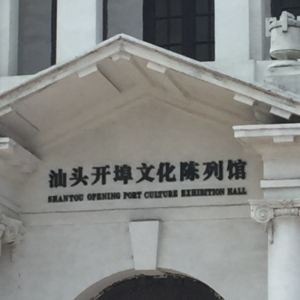 汕头开埠文化陈列馆
SHANTOU OPENING PORT CULTURE EXHIBITION HALL